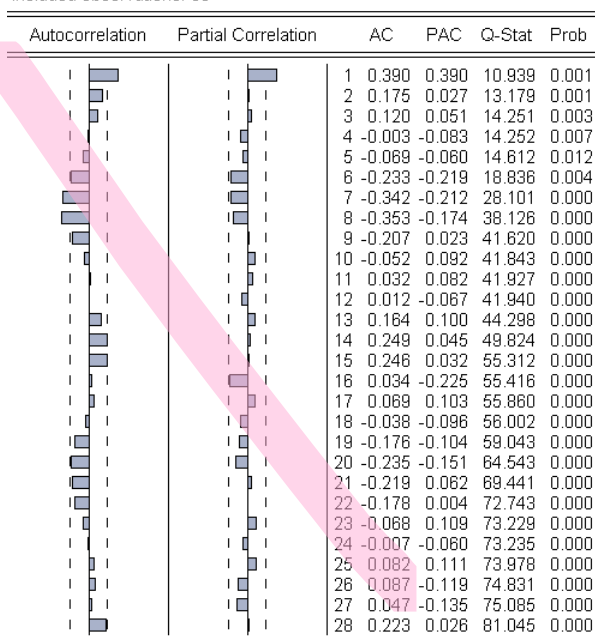 Autocorrelation Partial Correlation AC PAC Q-Stat Prob
1 0.390 0.390 10.939 0.001
2 0.175 0.027 13.179 0.001
3 0.120 0.051 14.251 0.003
4 -0.003 -0.083 14.252 0.007
5 -0.069 -0.060 14.612 0.012
6 -0.233 -0.219 18.836 0.004
7 -0.342 -0.212 28.101 0.000
8 -0.353 -0.174 38.126 0.000
9 -0.207 0.023 41.620 0.000
10 -0.052 0.092 41.843 0.000
11 0.032 0.082 41.927 0.000
12 0.012 -0.067 41.940 0.000
13 0.164 0.100 44.298 0.000
14 0.249 0.045 49.824 0.000
15 0.246 0.032 55.312 0.000
16 0.034 -0.225 55.416 0.000
17 0.069 0.103 55.860 0.000
18 -0.038 -0.096 56.002 0.000
19 -0.176 -0.104 59.043 0.000
20 -0.235 -0.151 64.543 0.000
21 -0.219 0.062 69.441 0.000
22 -0.178 0.004 72.743 0.000
23 -0.068 0.109 73.229 0.000
24 -0.007 -0.060 73.235 0.000
25 0.082 0.111 73.978 0.000
26 0.087 -0.119 74.831 0.000
27 0.047 -0.135 75.085 0.000
28 0.223 0.026 81.045 0.000